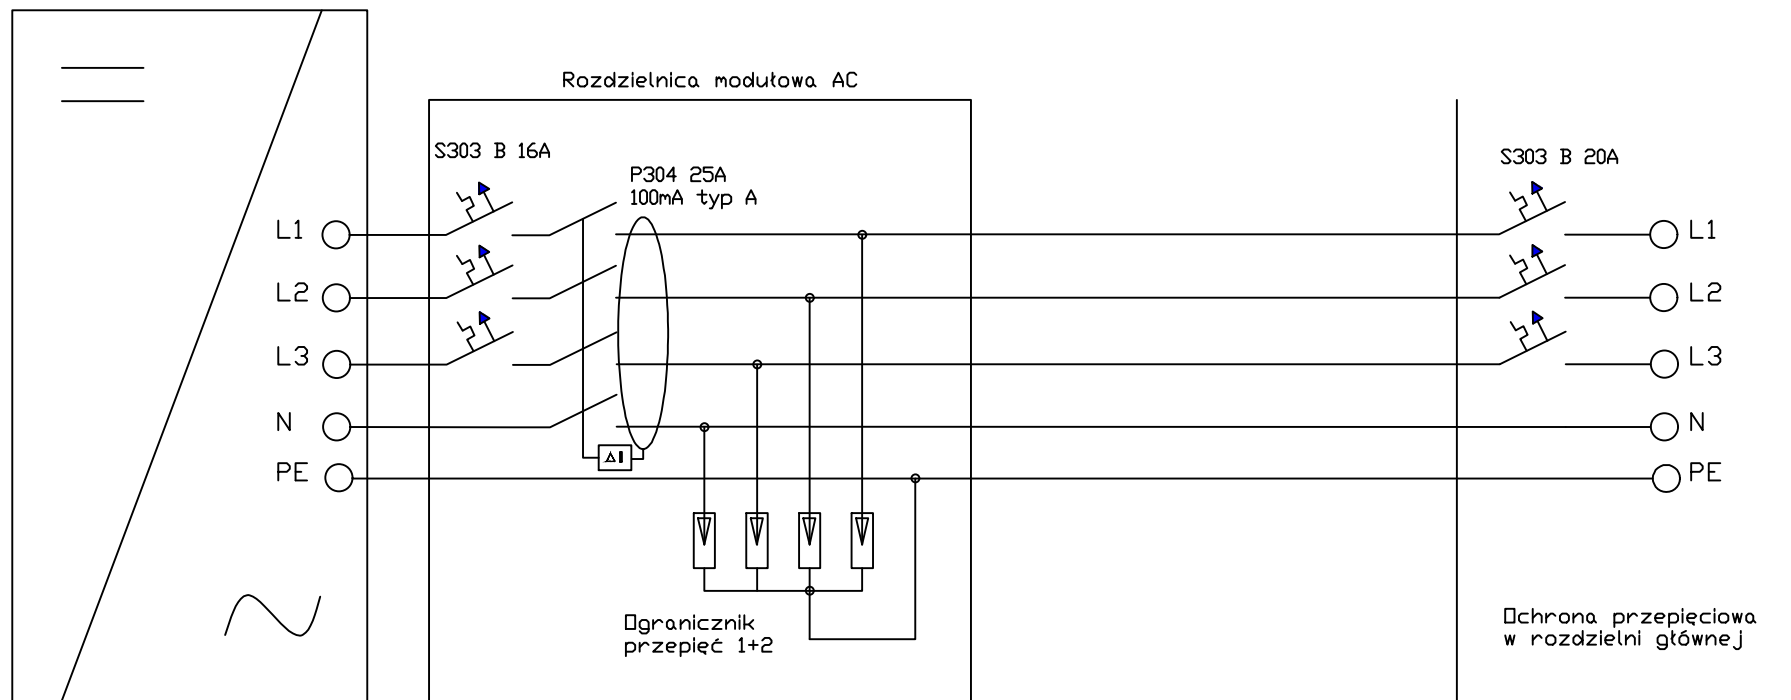 Rozdzielnica modułowa AC
S303 B 16A
P304 25A
100mA typ A
S303 B 20A
L1
L2
L3
N
PE
L1
L2
L3
N
PE
ΔI
Ogranicznik
przepięć 1+2
Ochrona przepięciowa
w rozdzielni głównej